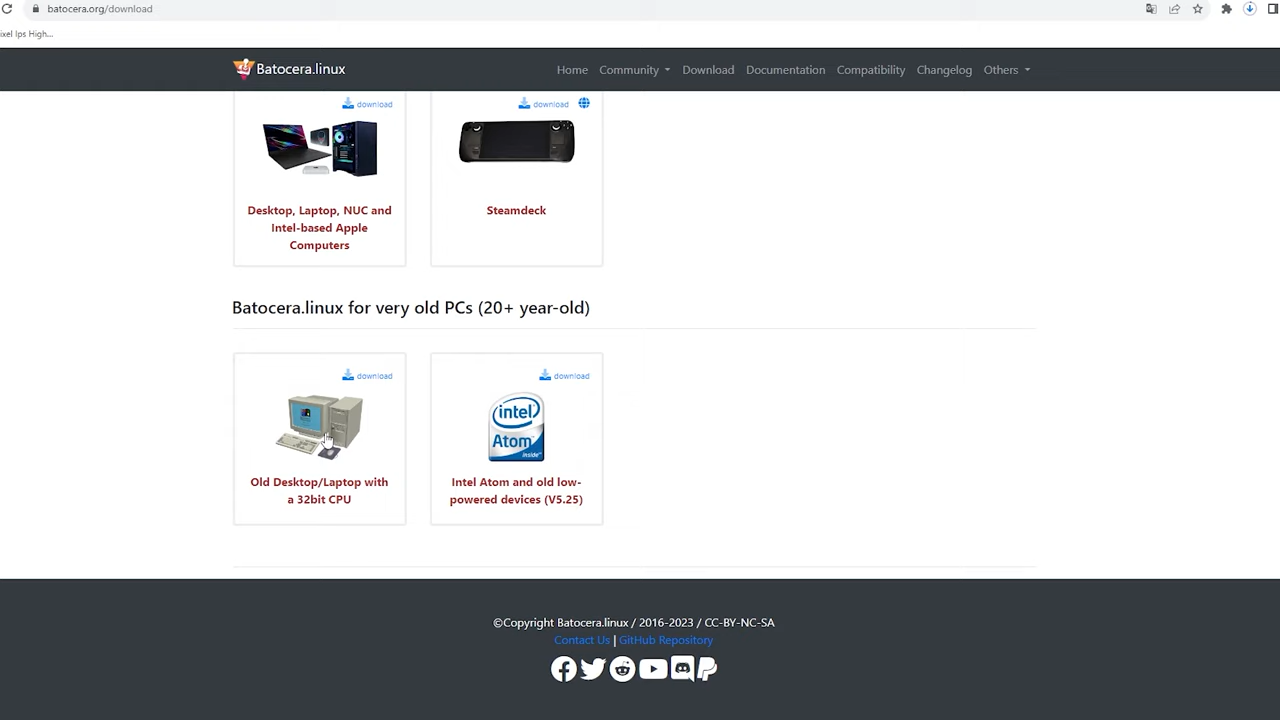 batocera.org/download
ixel Ips High...
Batocera.linux
Home Community Download Documentation Compatibility Changelog Others
download download
Desktop, Laptop, NUC and
Intel-based Apple
Computers
Steamdeck
Batocera.linux for very old PCs (20+ year-old)
download download
intel
Atom
inside
Old Desktop/Laptop with
a 32bit CPU
Intel Atom and old low-
powered devices (V5.25)
©Copyright Batocera.linux / 2016-2023 / CC-BY-NC-SA
Contact Us | GitHub Repository